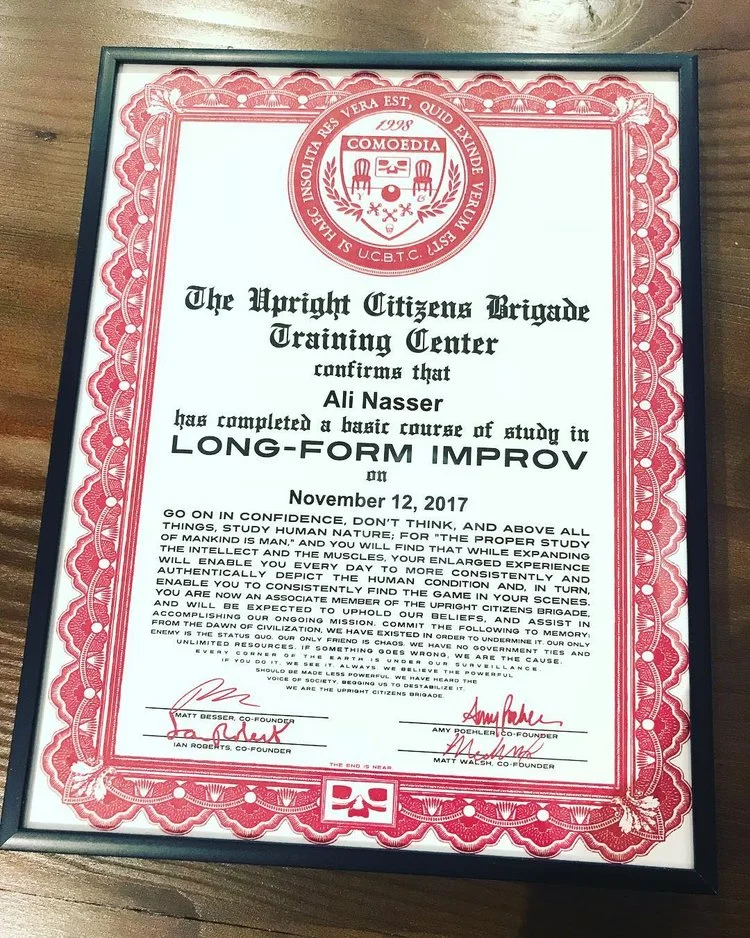 SI HAEC INSOLITA RES VERA EST, QUID EXINDE VERUM EST?
1998
COMOEDIA
Y &
U.C.B.T.C.
The Upright Citizens Brigade
Training Center
confirms that
Ali Nasser
has completed a basic course of study in
LONG-FORM IMPROV
on
November 12, 2017
GO ON IN CONFIDENCE, DON'T THINK, AND ABOVE ALL
THINGS, STUDY HUMAN NATURE; FOR "THE PROPER STUDY
OF MANKIND IS MAN," AND YOU WILL FIND THAT WHILE EXPANDING
THE INTELLECT AND THE MUSCLES, YOUR ENLARGED EXPERIENCE
WILL ENABLE YOU EVERY DAY TO MORE CONSISTENTLY AND
AUTHENTICALLY DEPICT THE HUMAN CONDITION AND, IN TURN,
ENABLE YOU TO CONSISTENTLY FIND THE GAME IN YOUR SCENES.
YOU ARE NOW AN ASSOCIATE MEMBER OF THE UPRIGHT CITIZENS BRIGADE,
AND WILL BE EXPECTED TO UPHOLD OUR BELIEFS, AND ASSIST IN
ACCOMPLISHING OUR ONGOING MISSION. COMMIT THE FOLLOWING TO MEMORY:
FROM THE DAWN OF CIVILIZATION, WE HAVE EXISTED IN ORDER TO UNDERMINE IT. OUR ONLY
ENEMY IS THE STATUS QUO. OUR ONLY FRIEND IS CHAOS. WE HAVE NO GOVERNMENT TIES AND
UNLIMITED RESOURCES. IF SOMETHING GOES WRONG, WE ARE THE CAUSE.
EVERY CORNER OF THE EARTH IS UNDER OUR SURVEILLANCE.
IF YOU DO IT, WE SEE IT. ALWAYS. WE BELIEVE THE POWERFUL
SHOULD BE MADE LESS POWERFUL. WE HAVE HEARD THE
VOICE OF SOCIETY, BEGGING US TO DESTABILIZE IT.
WE ARE THE UPRIGHT CITIZENS BRIGADE.
MATT BESSER, CO-FOUNDER
Amy Poehler
AMY POEHLER, CO-FOUNDER
Ian Roberts
IAN ROBERTS, CO-FOUNDER
MATT WALSH, CO-FOUNDER
THE END IS NEAR